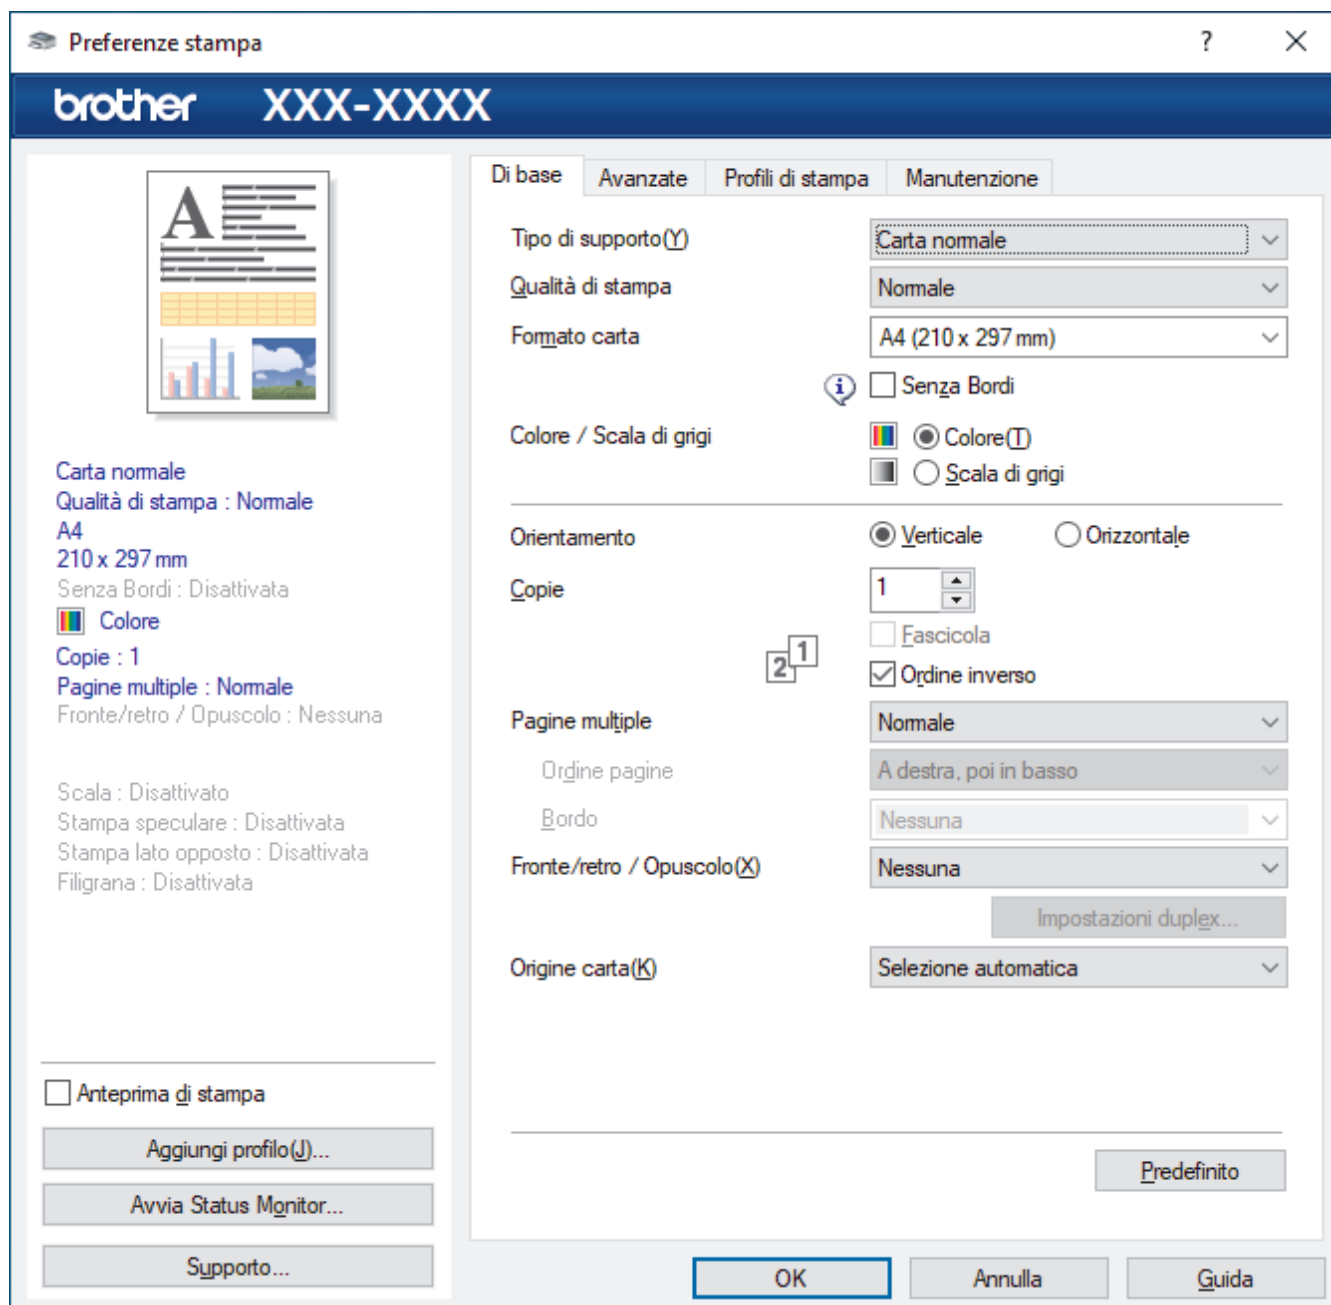 Preferenze stampa
brother XXX-XXXX
A
Carta normale
Qualità di stampa : Normale
A4
210 x 297 mm
Senza Bordi : Disattivata
Colore
Copie : 1
Pagine multiple : Normale
Fronte/retro / Opuscolo : Nessuna
Scala : Disattivato
Stampa speculare : Disattivata
Stampa lato opposto : Disattivata
Filigrana : Disattivata
Anteprima di stampa
Aggiungi profilo(J)...
Avvia Status Monitor...
Supporto...
Di base Avanzate Profili di stampa Manutenzione
Tipo di supporto(Y) Carta normale
Qualità di stampa Normale
Formato carta A4 (210 x 297 mm)
Senza Bordi
Colore / Scala di grigi Colore(T)
Scala di grigi
Orientamento Verticale Orizzontale
Copie 1
Fascicola
2 1
Ordine inverso
Pagine multiple Normale
Ordine pagine A destra, poi in basso
Bordo Nessuna
Fronte/retro / Opuscolo(X) Nessuna
Impostazioni duplex...
Origine carta(K) Selezione automatica
Predefinito
OK Annulla Guida